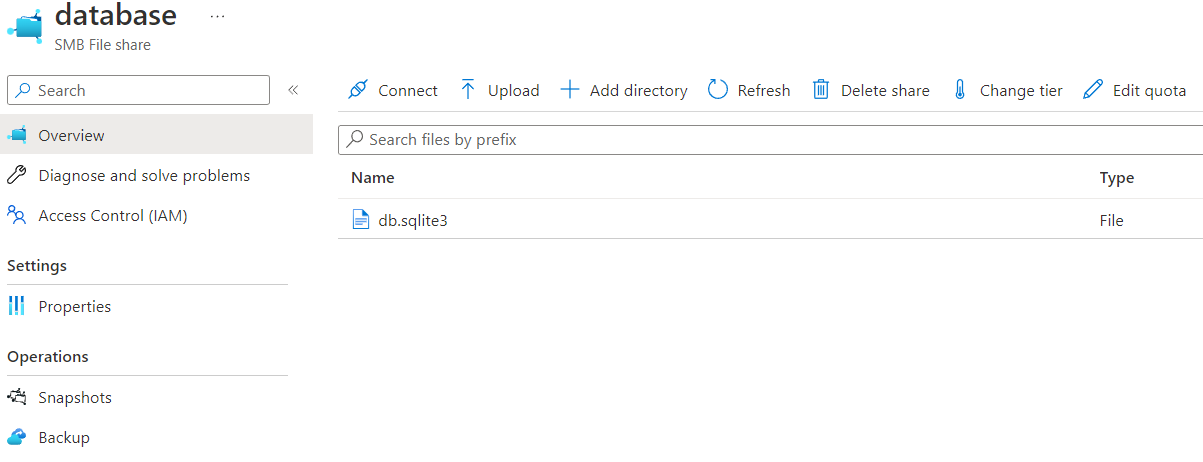 database ...
SMB File share
Search «
Connect Upload Add directory Refresh Delete share Change tier Edit quota
Overview
Search files by prefix
Diagnose and solve problems
Name Type
Access Control (IAM)
db.sqlite3 File
Settings
Properties
Operations
Snapshots
Backup